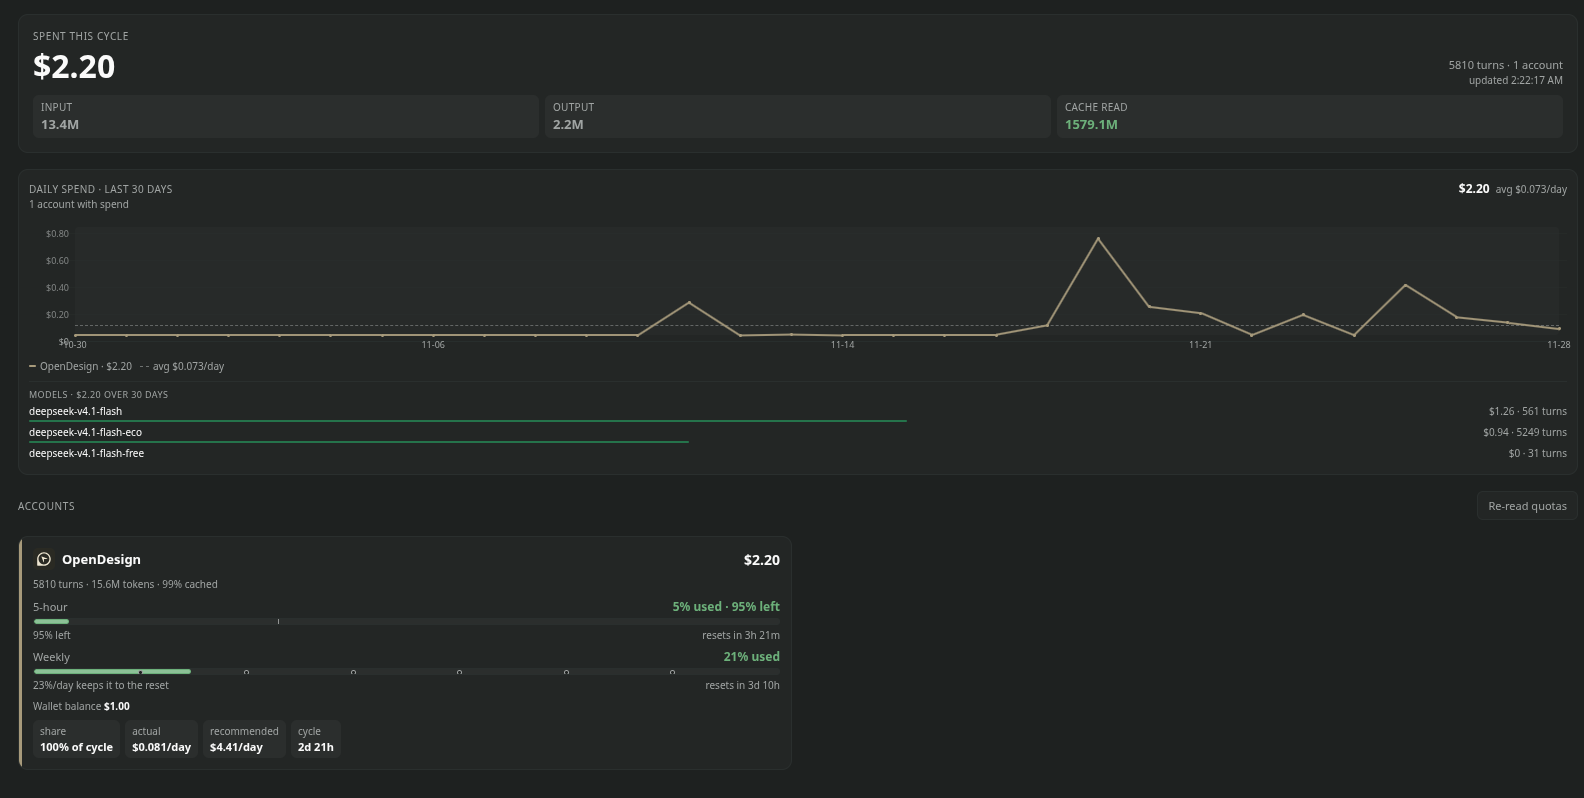 SPENT THIS CYCLE
$2.20
5810 turns · 1 account
updated 2:22:17 AM
INPUT
13.4M
OUTPUT
2.2M
CACHE READ
1579.1M
DAILY SPEND · LAST 30 DAYS
$2.20 avg $0.073/day
1 account with spend
$0.80
$0.60
$0.40
$0.20
$0
10-30
11-06
11-14
11-21
11-28
OpenDesign · $2.20 -- avg $0.073/day
MODELS · $2.20 OVER 30 DAYS
deepseek-v4.1-flash
$1.26 · 561 turns
deepseek-v4.1-flash-eco
$0.94 · 5249 turns
deepseek-v4.1-flash-free
$0 · 31 turns
ACCOUNTS
Re-read quotas
OpenDesign
$2.20
5810 turns · 15.6M tokens · 99% cached
5-hour
5% used · 95% left
95% left
resets in 3h 21m
Weekly
21% used
23%/day keeps it to the reset
resets in 3d 10h
Wallet balance $1.00
share
100% of cycle
actual
$0.081/day
recommended
$4.41/day
cycle
2d 21h